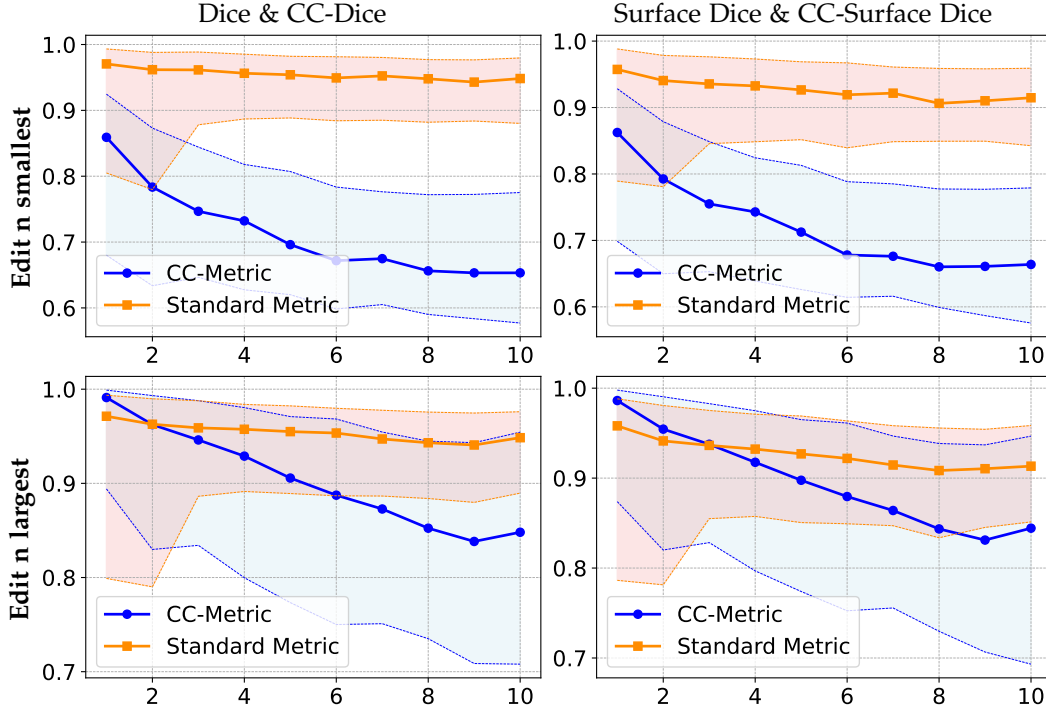 Dice & CC-Dice
Surface Dice & CC-Surface Dice
Edit n smallest
1.0
0.9
0.8
0.7
0.6
CC-Metric
Standard Metric
2 4 6 8 10
1.0
0.9
0.8
0.7
0.6
CC-Metric
Standard Metric
2 4 6 8 10
Edit n largest
1.0
0.9
0.8
0.7
CC-Metric
Standard Metric
2 4 6 8 10
1.0
0.9
0.8
0.7
CC-Metric
Standard Metric
2 4 6 8 10